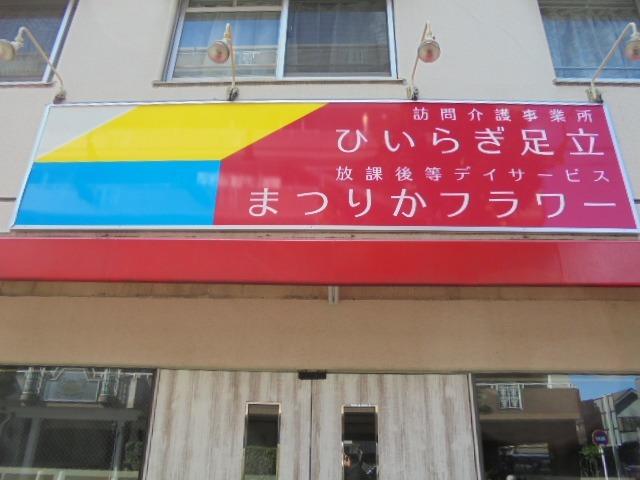 訪問介護事業所
ひいらぎ足立
放課後等デイサービス
まつりかフラワー